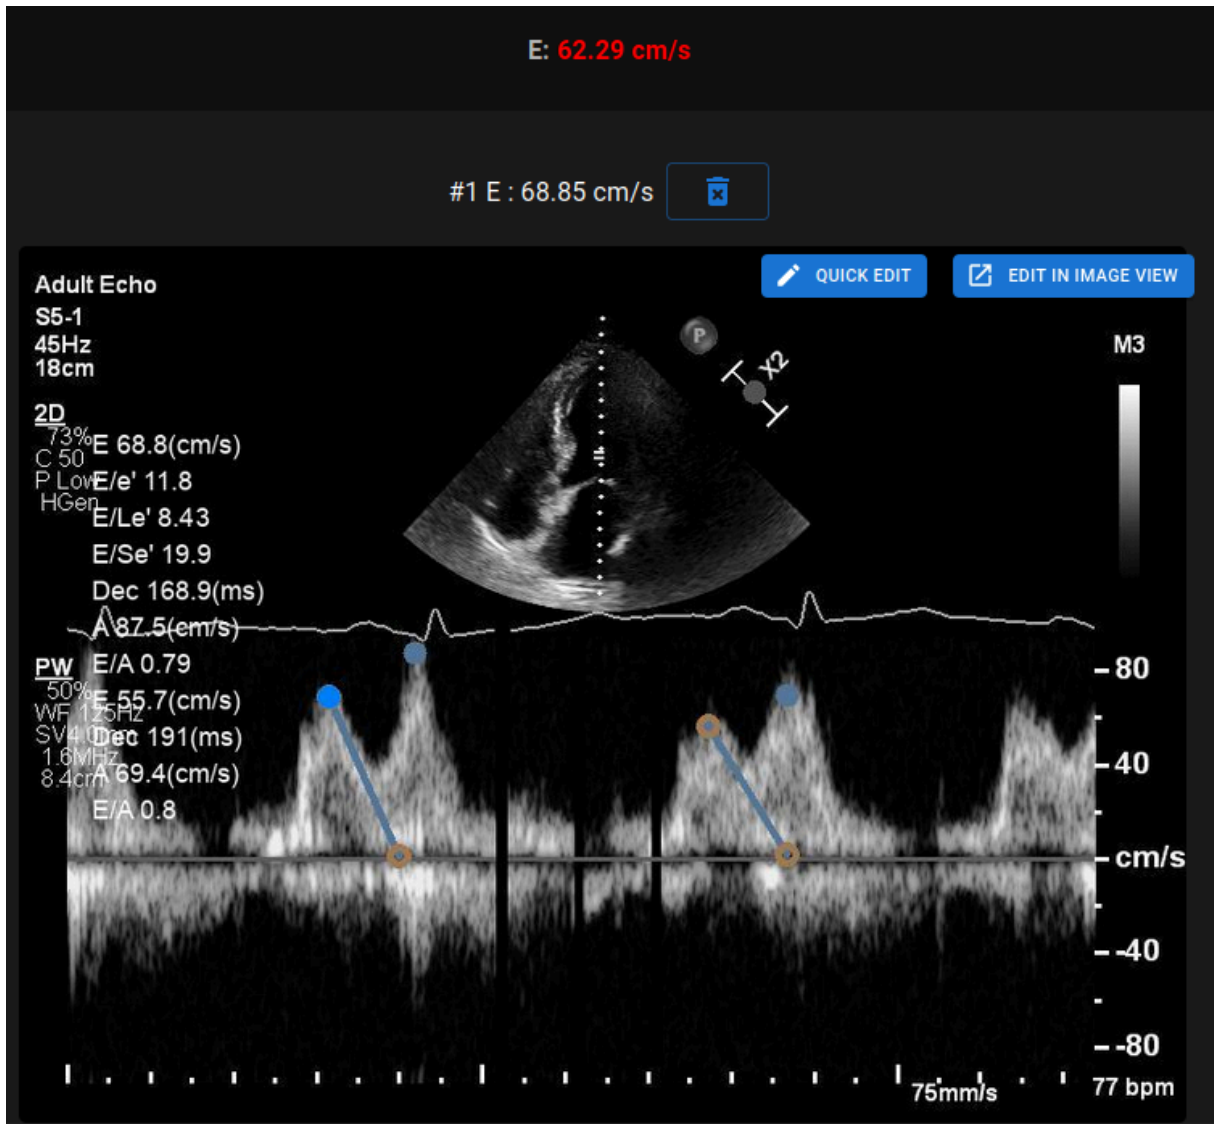 E: 62.29 cm/s
#1 E : 68.85 cm/s
QUICK EDIT
EDIT IN IMAGE VIEW
Adult Echo
S5-1
45Hz
18cm
P
X2
M3
2D
73%
C 50
P Low
HGen
E 68.8(cm/s)
E/e' 11.8
E/Le' 8.43
E/Se' 19.9
Dec 168.9(ms)
A 87.5(cm/s)
E/A 0.79
E 55.7(cm/s)
Dec 191(ms)
A 69.4(cm/s)
E/A 0.8
PW
50%
WF 125Hz
SV4.0mm
1.6MHz
8.4cm
80
40
cm/s
-40
-80
75mm/s
77 bpm